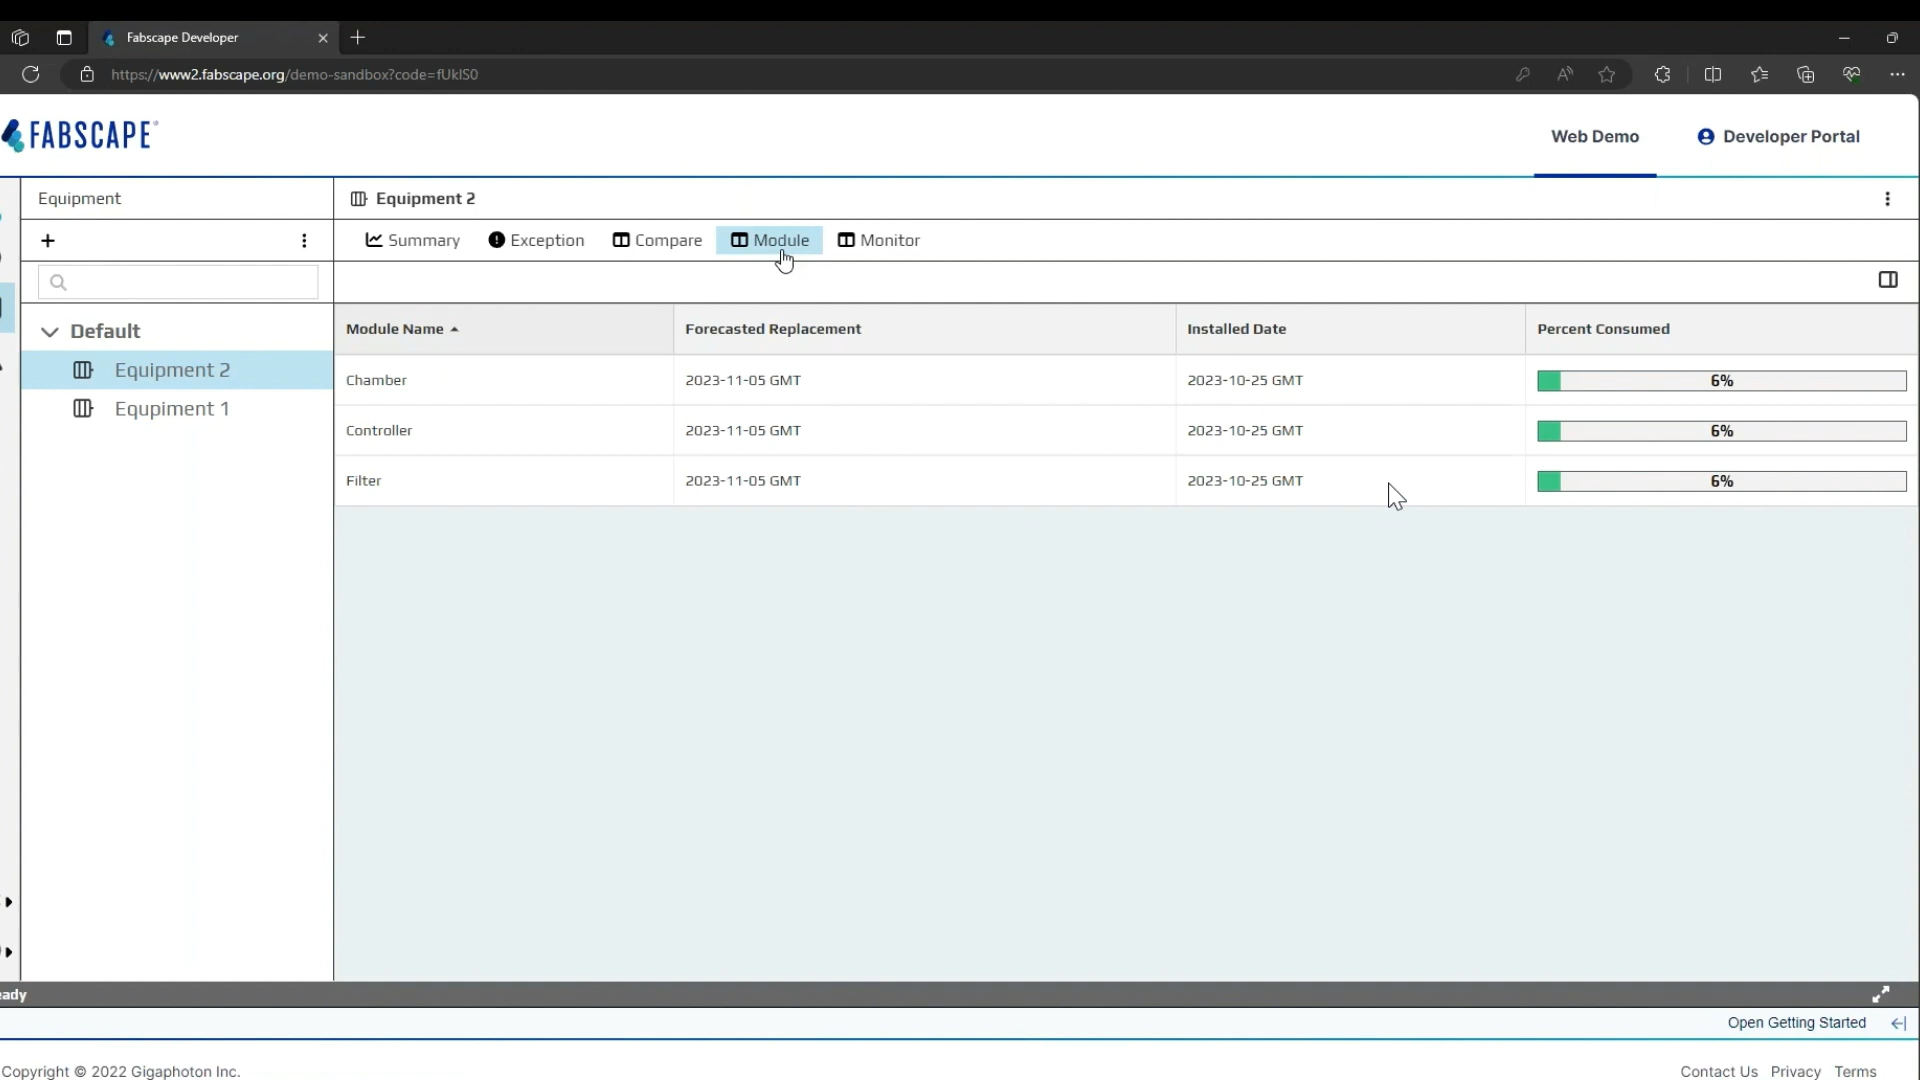 Fabscape Developer
https://www2.fabscape.org/demo-sandbox?code=fUkIS0
FABSCAPE®
Web Demo
Developer Portal
Equipment
Equipment 2
Summary
Exception
Compare
Module
Monitor
Default
Equipment 2
Equpiment 1
Module Name Forecasted Replacement Installed Date Percent Consumed
Chamber 2023-11-05 GMT 2023-10-25 GMT 6%
Controller 2023-11-05 GMT 2023-10-25 GMT 6%
Filter 2023-11-05 GMT 2023-10-25 GMT 6%
eady
Open Getting Started
Copyright © 2022 Gigaphoton Inc.
Contact Us Privacy Terms